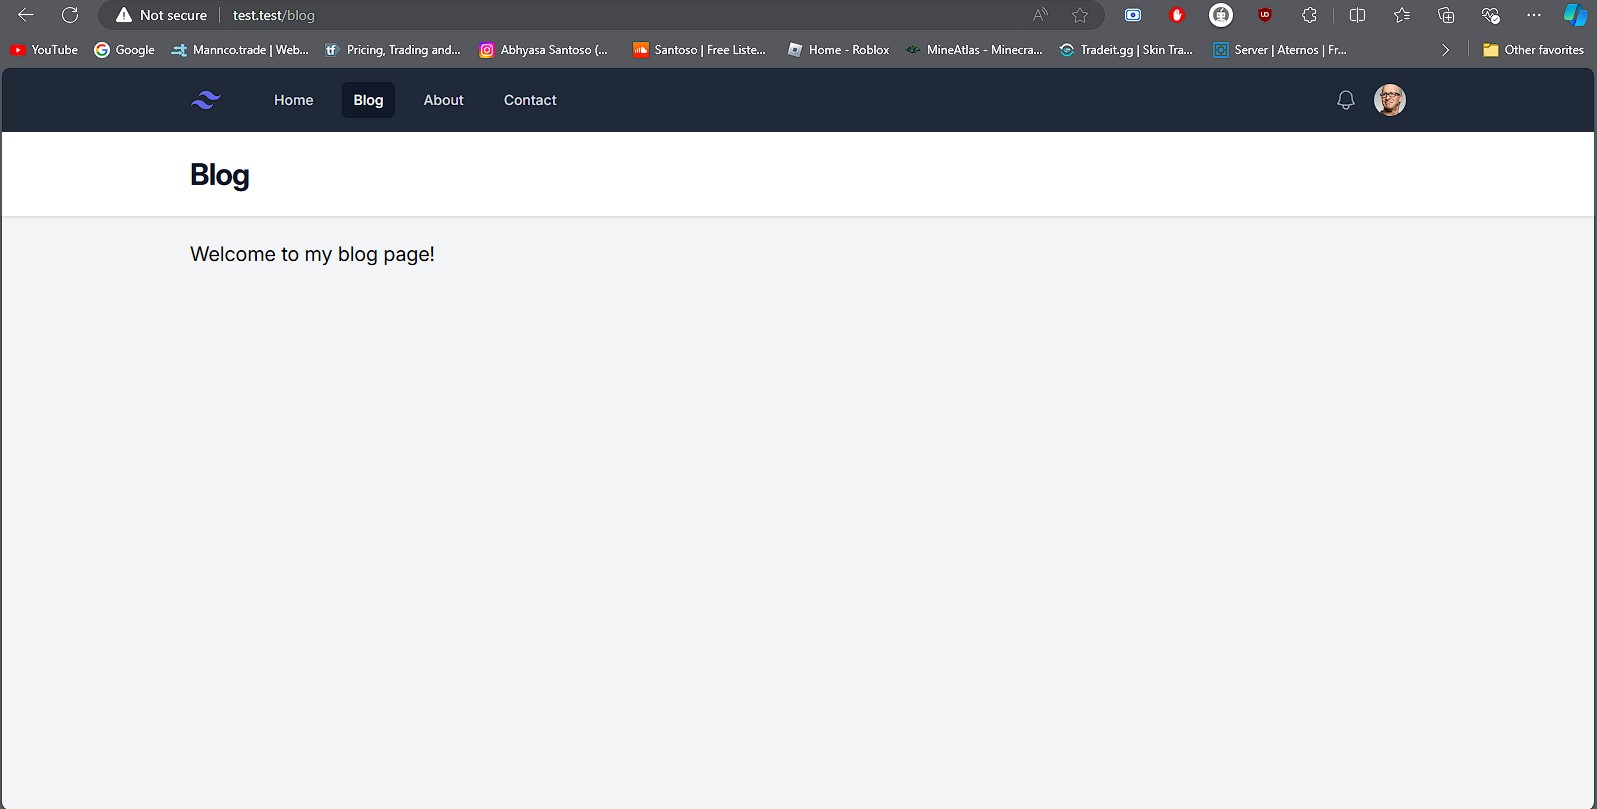 Not secure test.test/blog
YouTube Google Mannco.trade | Web... Pricing, Trading and... Abhyasa Santoso (... Santoso | Free Liste... Home - Roblox MineAtlas - Minecra... Tradeit.gg | Skin Tra... Server | Aternos | Fr... Other favorites
Home Blog About Contact
Blog
Welcome to my blog page!